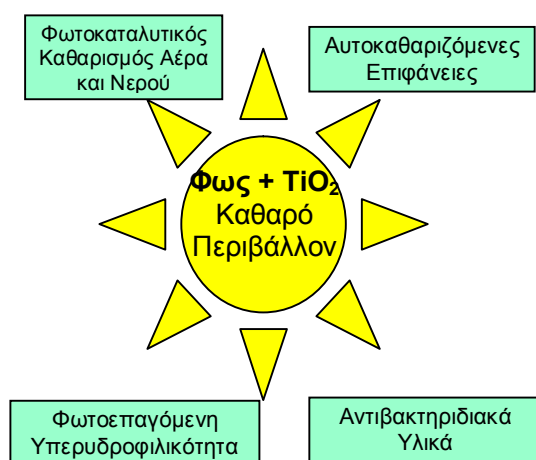 Φωτοκαταλυτικός
Καθαρισμός Αέρα
και Νερού
Αυτοκαθαριζόμενες
Επιφάνειες
Φως + TiO₂
Καθαρό
Περιβάλλον
Φωτοεπαγόμενη
Υπερυδροφιλικότητα
Αντιβακτηριδιακά
Υλικά